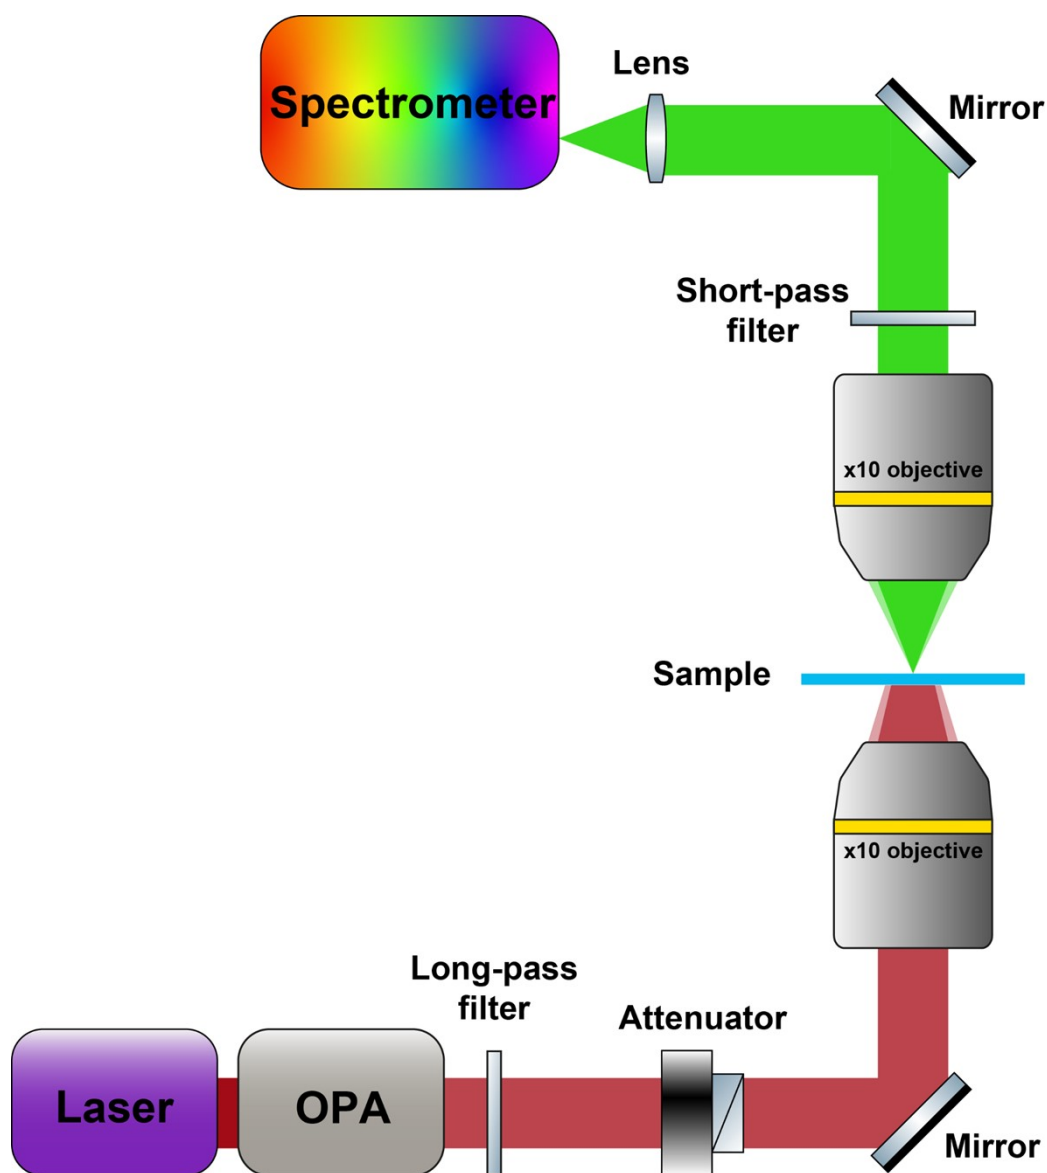 Spectrometer
Lens
Mirror
Short-pass
filter
x10 objective
Sample
x10 objective
Long-pass
filter
Attenuator
Laser
OPA
Mirror